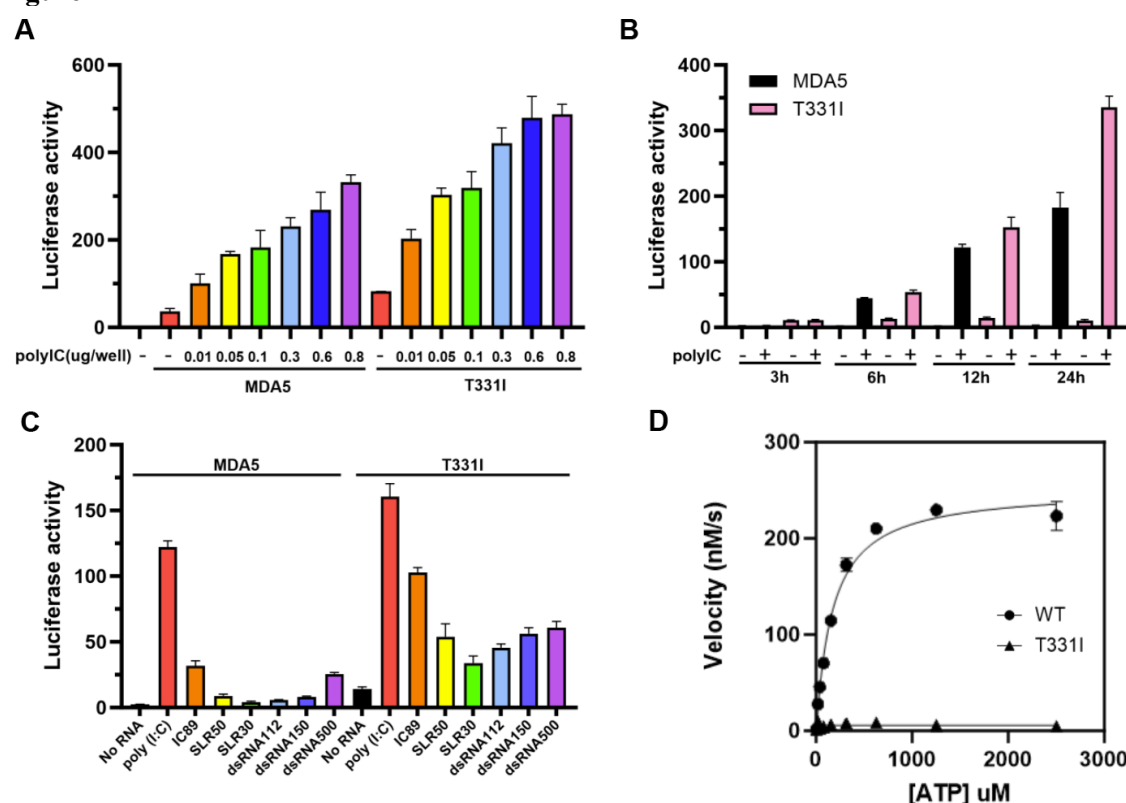 A
Luciferase activity
600
400
200
0
polyIC(ug/well)
- - 0.01 0.05 0.1 0.3 0.6 0.8 - 0.01 0.05 0.1 0.3 0.6 0.8
MDA5 T331I
B
Luciferase activity
400
300
200
100
0
MDA5
T331I
polyIC
- + - + - + - + - + - + - + - +
3h 6h 12h 24h
C
Luciferase activity
200
150
100
50
0
MDA5 T331I
No RNA
poly (I:C)
IC89
SLR50
SLR30
dsRNA112
dsRNA150
dsRNA500
No RNA
poly (I:C)
IC89
SLR50
SLR30
dsRNA112
dsRNA150
dsRNA500
D
Velocity (nM/s)
300
200
100
0
WT
T331I
0 1000 2000 3000
[ATP] uM